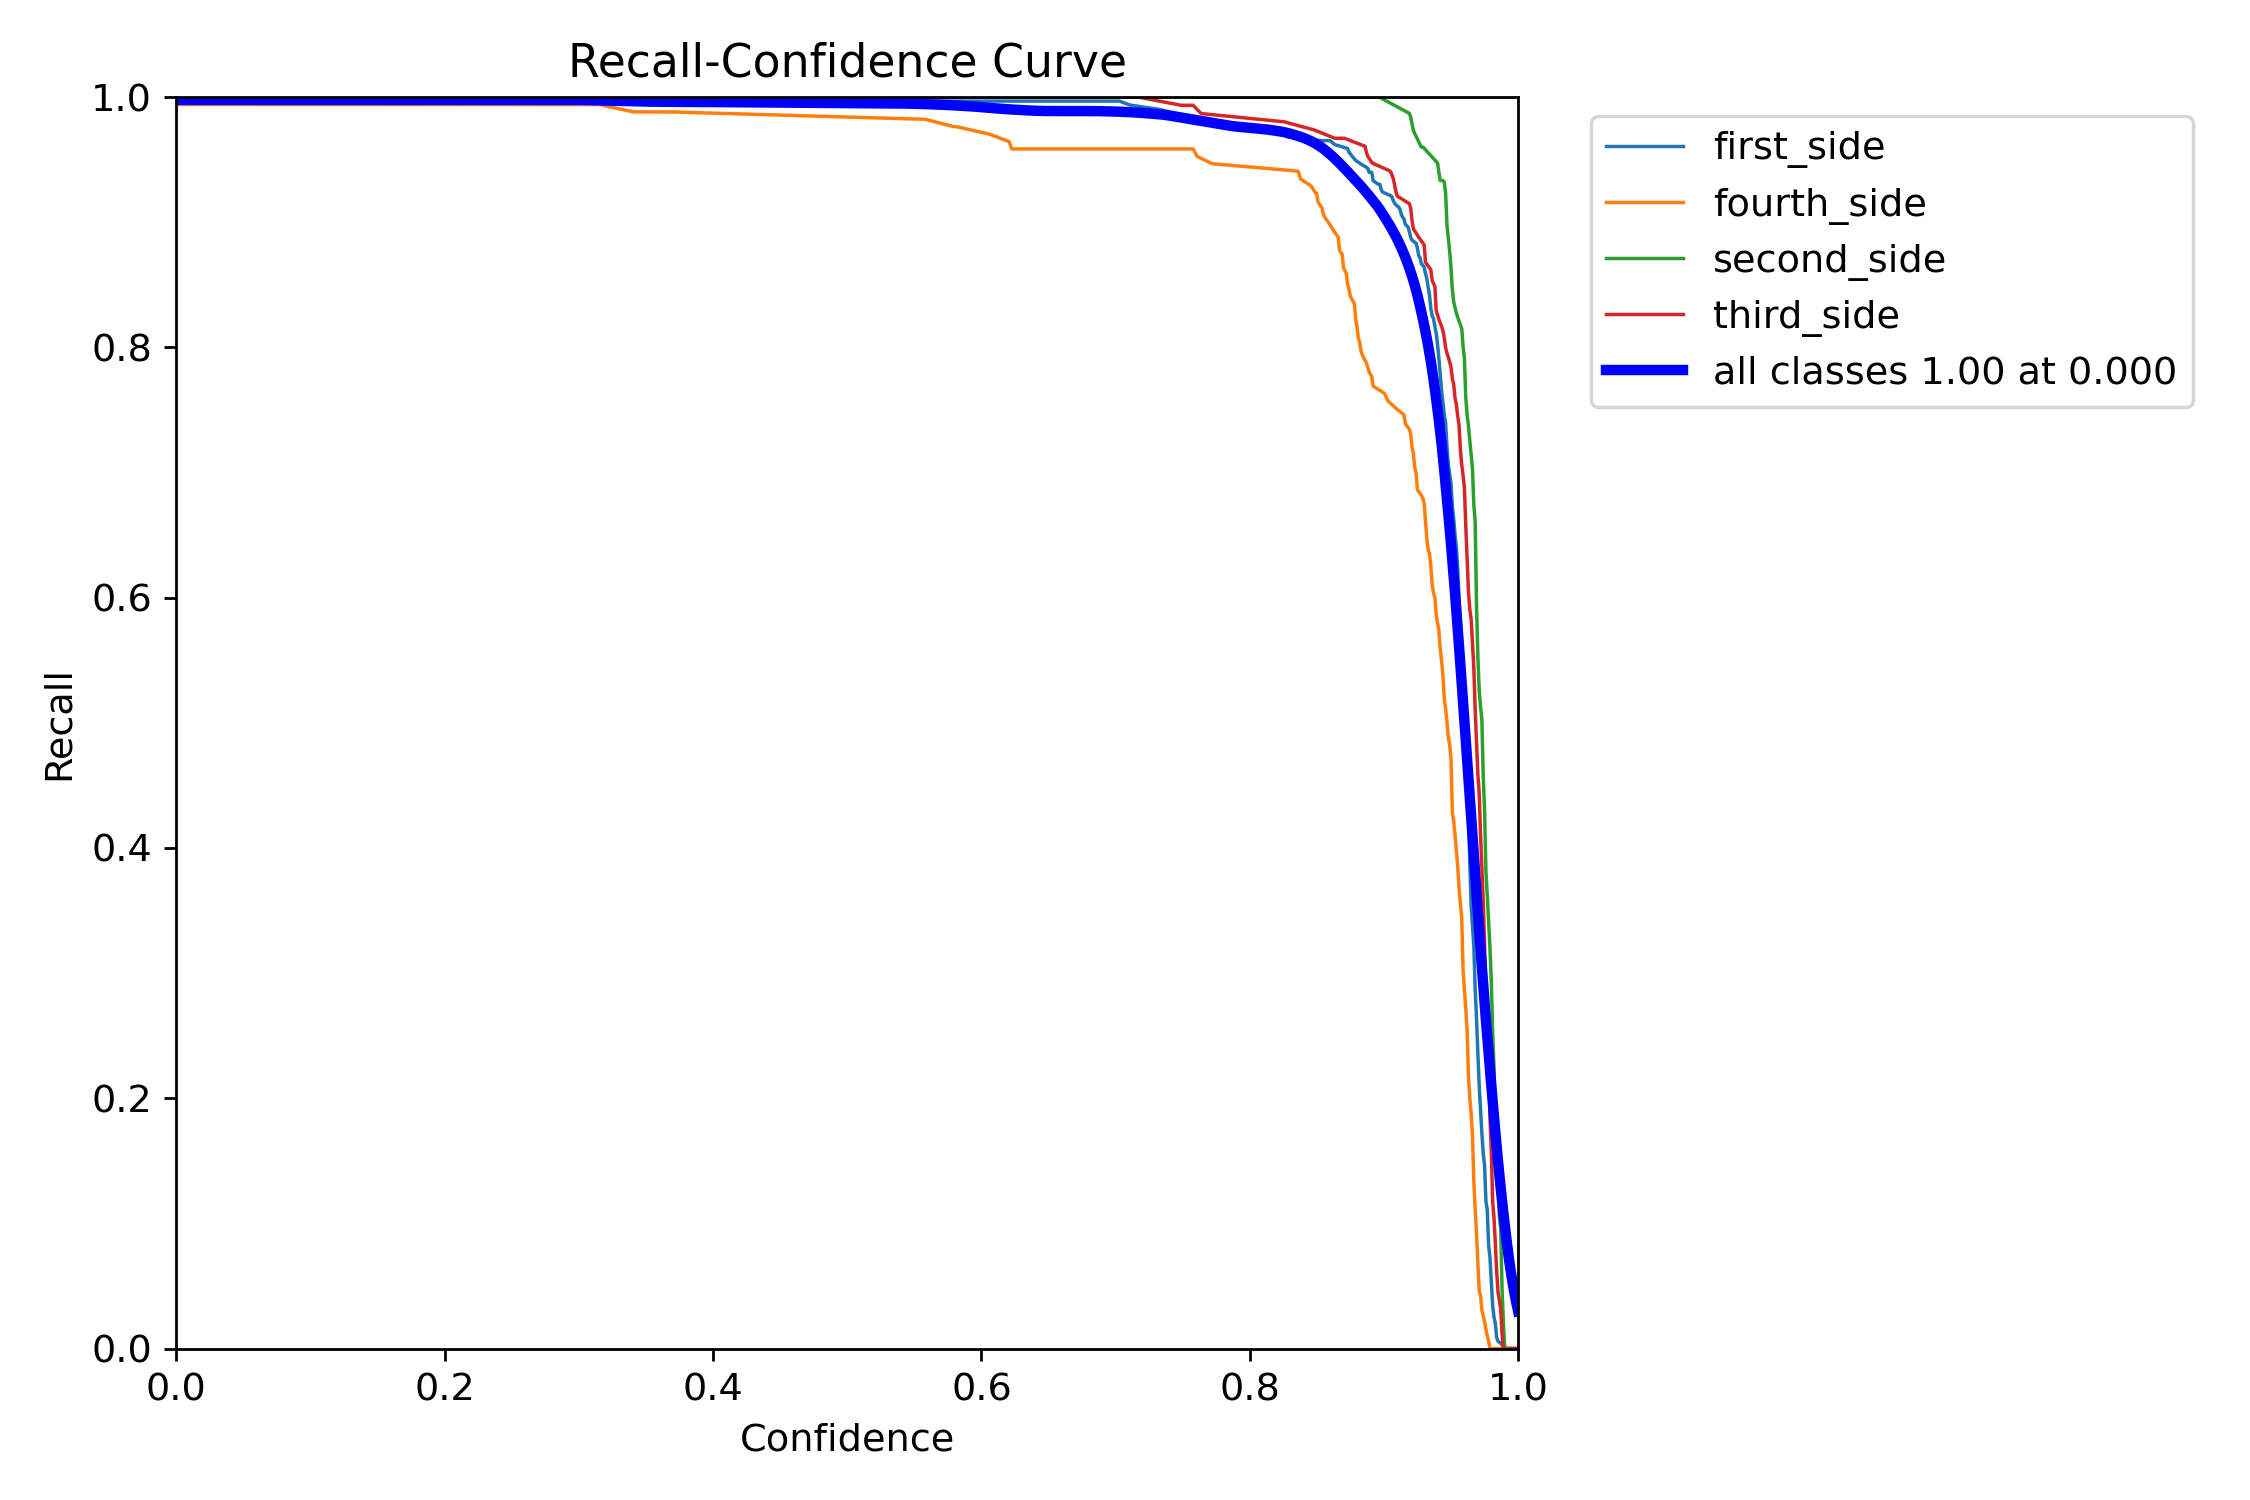 Recall-Confidence Curve
1.0
0.8
0.6
0.4
0.2
0.0
Recall
0.0 0.2 0.4 0.6 0.8 1.0
Confidence
first_side
fourth_side
second_side
third_side
all classes 1.00 at 0.000